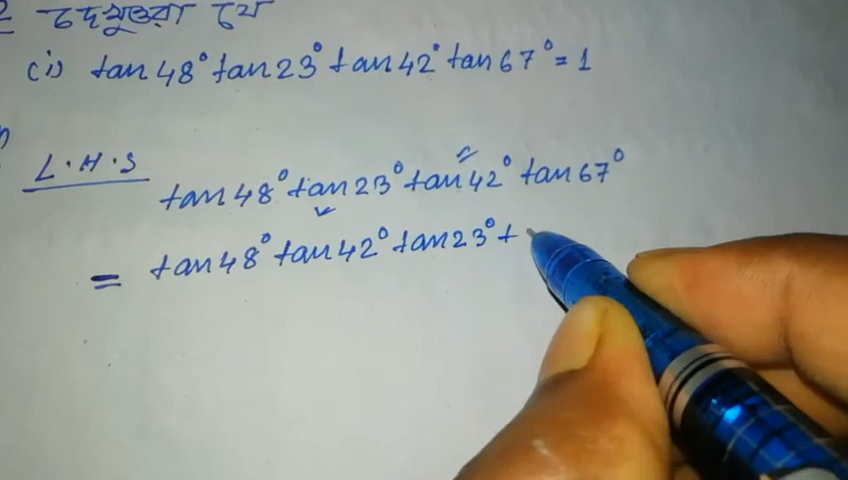 দেখুওৱা যে
(i) tan 48° tan 23° tan 42° tan 67° = 1
L.H.S
tan 48° tan 23° tan 42° tan 67°
= tan 48° tan 42° tan 23° t